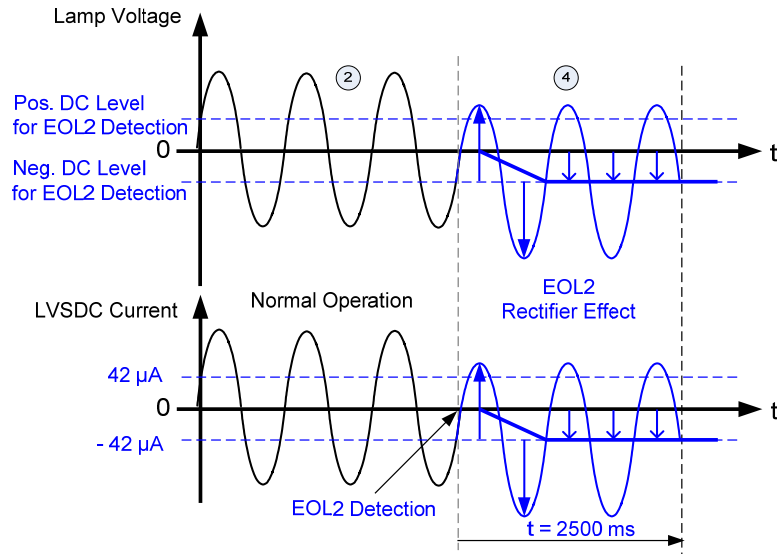 Lamp Voltage
2
4
Pos. DC Level
for EOL2 Detection
0
t
Neg. DC Level
for EOL2 Detection
EOL2
Rectifier Effect
LVSDC Current
Normal Operation
42 µA
0
t
- 42 µA
EOL2 Detection
t = 2500 ms